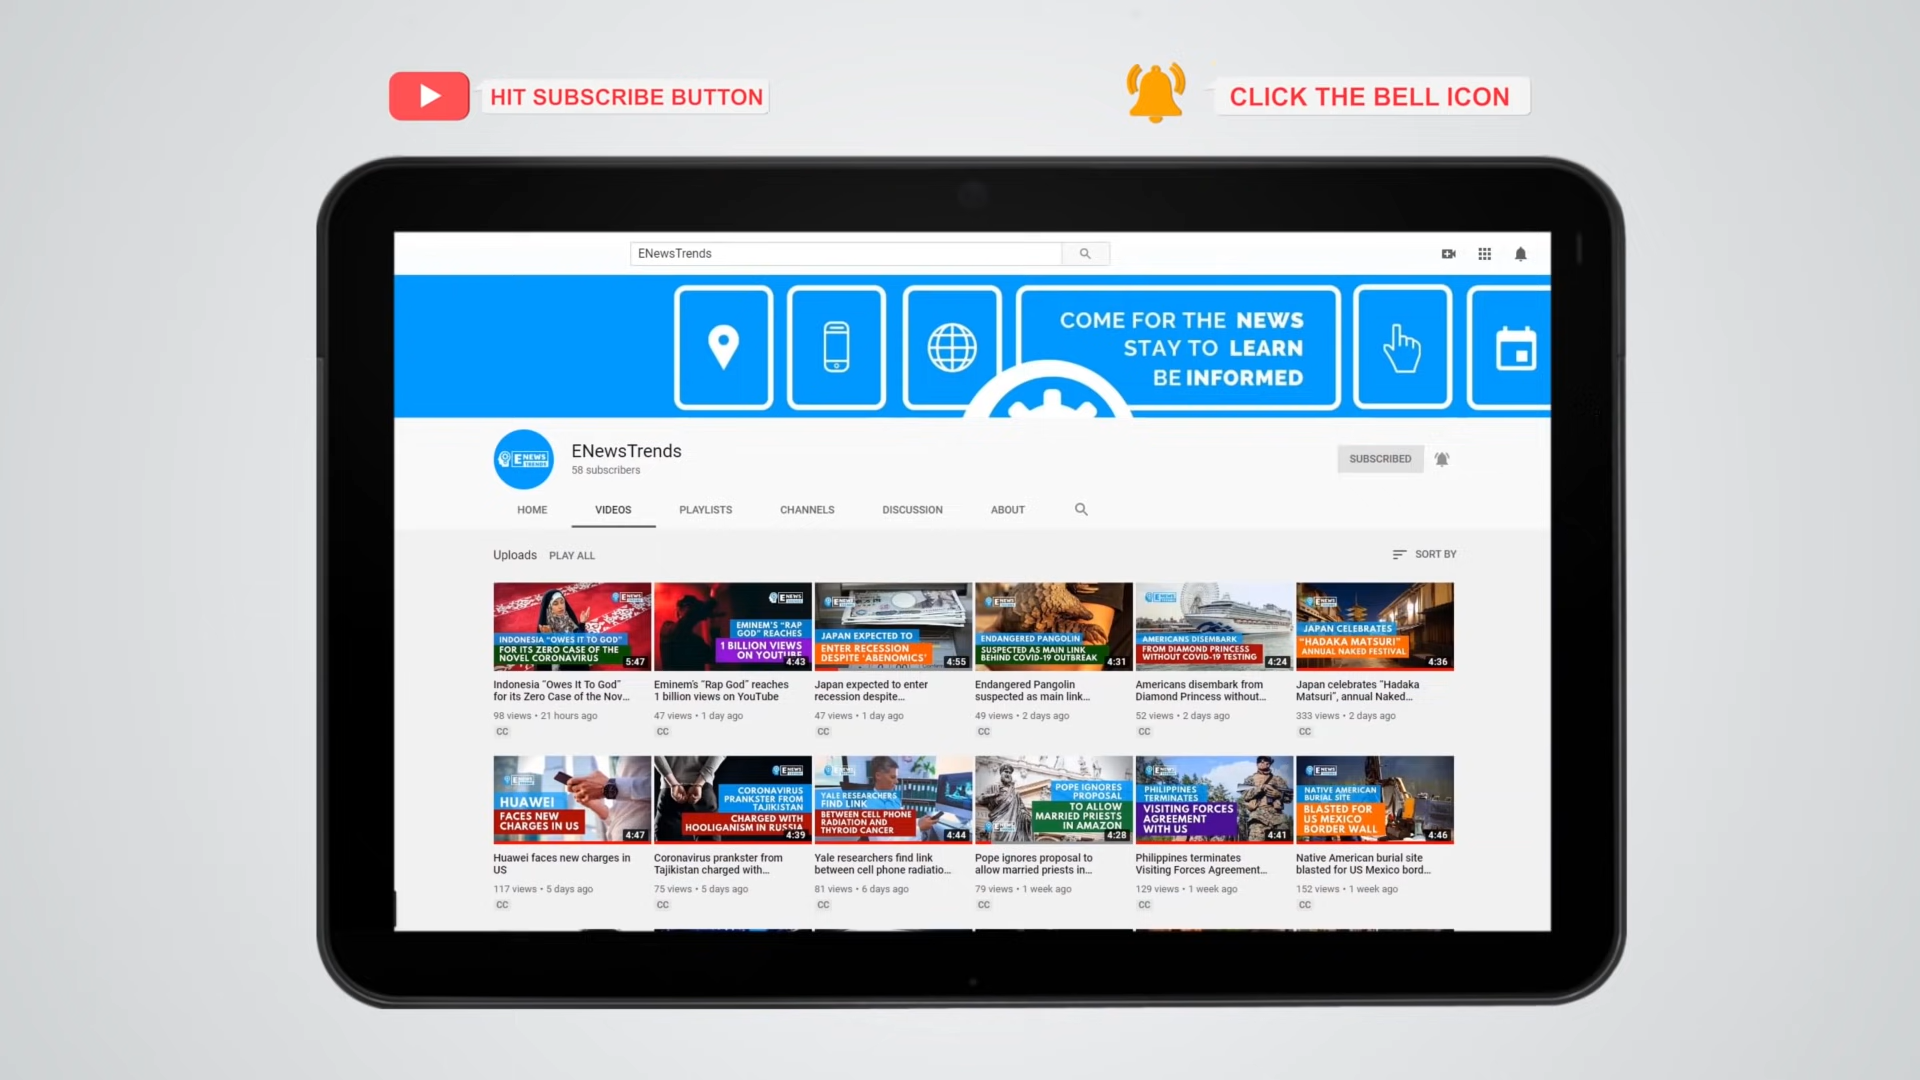 HIT SUBSCRIBE BUTTON
CLICK THE BELL ICON
ENewsTrends
COME FOR THE NEWS
STAY TO LEARN
BE INFORMED
E NEWS
TRENDS
ENewsTrends
58 subscribers
SUBSCRIBED
HOME VIDEOS PLAYLISTS CHANNELS DISCUSSION ABOUT
Uploads PLAY ALL
SORT BY
INDONESIA "OWES IT TO GOD"
FOR ITS ZERO CASE OF THE
NOVEL CORONAVIRUS
5:47
EMINEM'S "RAP
GOD" REACHES
1 BILLION VIEWS
ON YOUTUBE
4:43
JAPAN EXPECTED TO
ENTER RECESSION
DESPITE 'ABENOMICS'
4:55
ENDANGERED PANGOLIN
SUSPECTED AS MAIN LINK
BEHIND COVID-19 OUTBREAK
4:31
AMERICANS DISEMBARK
FROM DIAMOND PRINCESS
WITHOUT COVID-19 TESTING
4:24
JAPAN CELEBRATES
"HADAKA MATSURI"
ANNUAL NAKED FESTIVAL
4:36
Indonesia "Owes It To God"
for its Zero Case of the Nov...
98 views • 21 hours ago
CC
Eminem's "Rap God" reaches
1 billion views on YouTube
47 views • 1 day ago
CC
Japan expected to enter
recession despite...
47 views • 1 day ago
CC
Endangered Pangolin
suspected as main link...
49 views • 2 days ago
CC
Americans disembark from
Diamond Princess without...
52 views • 2 days ago
CC
Japan celebrates "Hadaka
Matsuri", annual Naked...
333 views • 2 days ago
CC
HUAWEI
FACES NEW
CHARGES IN US
4:47
CORONAVIRUS
PRANKSTER FROM
TAJIKISTAN
CHARGED WITH
HOOLIGANISM IN RUSSIA
4:39
YALE RESEARCHERS
FIND LINK
BETWEEN CELL PHONE
RADIATION AND
THYROID CANCER
4:44
POPE IGNORES
PROPOSAL
TO ALLOW
MARRIED PRIESTS
IN AMAZON
4:28
PHILIPPINES
TERMINATES
VISITING FORCES
AGREEMENT
WITH US
4:41
NATIVE AMERICAN
BURIAL SITE
BLASTED FOR
US MEXICO
BORDER WALL
4:46
Huawei faces new charges in
US
117 views • 5 days ago
CC
Coronavirus prankster from
Tajikistan charged with...
75 views • 5 days ago
CC
Yale researchers find link
between cell phone radiatio...
81 views • 6 days ago
CC
Pope ignores proposal to
allow married priests in...
79 views • 1 week ago
CC
Philippines terminates
Visiting Forces Agreement...
129 views • 1 week ago
CC
Native American burial site
blasted for US Mexico bord...
152 views • 1 week ago
CC